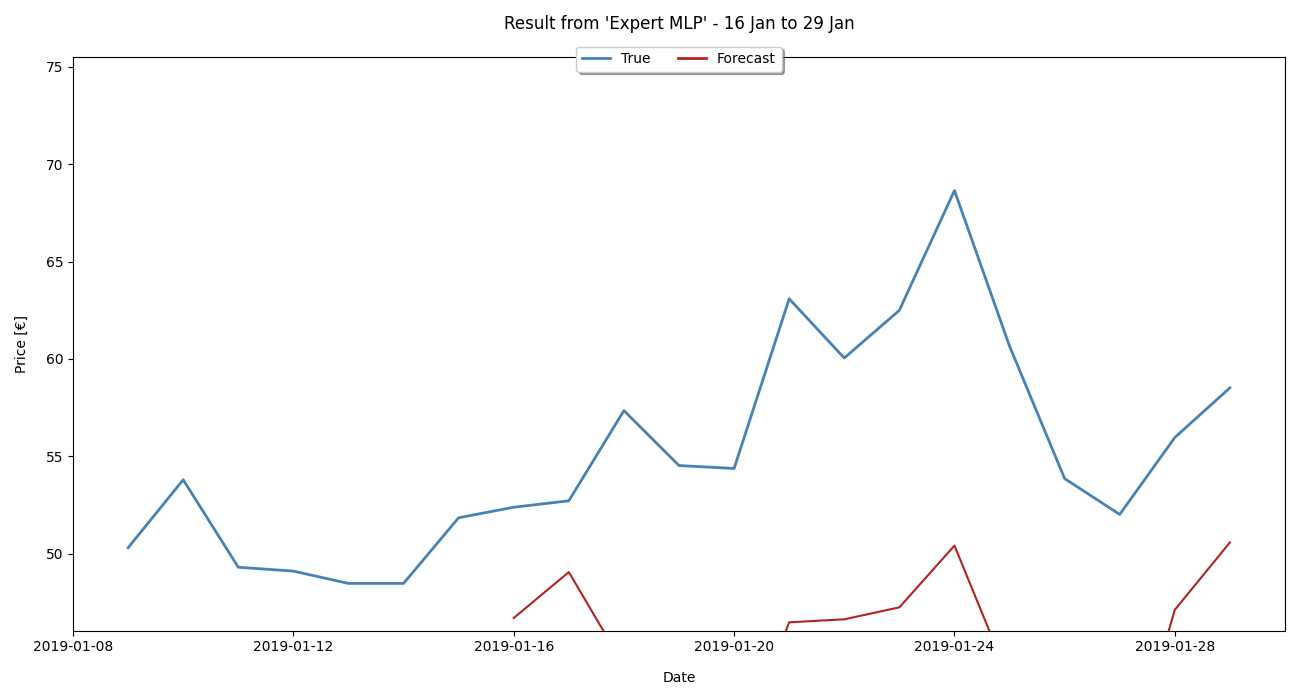 Result from 'Expert MLP' - 16 Jan to 29 Jan
True Forecast
75
70
65
60
55
50
Price [€]
2019-01-08 2019-01-12 2019-01-16 2019-01-20 2019-01-24 2019-01-28
Date